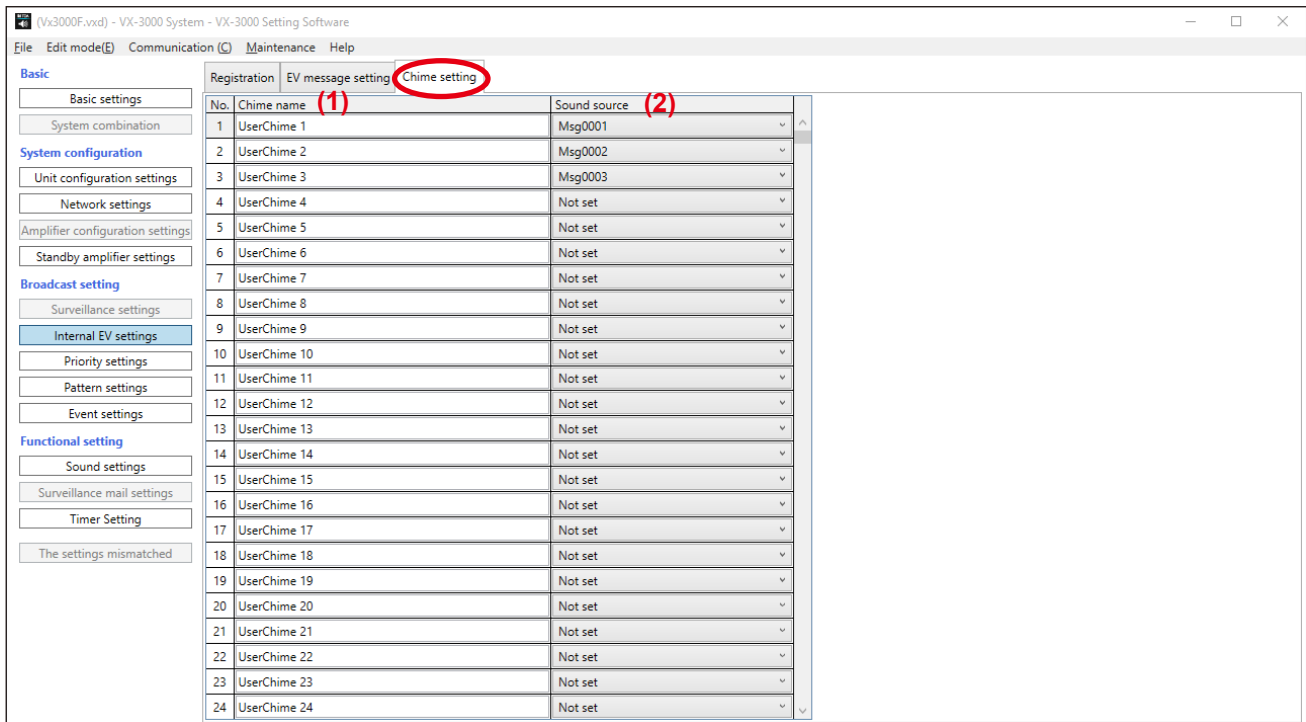 (Vx3000F.vxd) - VX-3000 System - VX-3000 Setting Software
File Edit mode(E) Communication (C) Maintenance Help
Basic
Basic settings
System combination
System configuration
Unit configuration settings
Network settings
Amplifier configuration settings
Standby amplifier settings
Broadcast setting
Surveillance settings
Internal EV settings
Priority settings
Pattern settings
Event settings
Functional setting
Sound settings
Surveillance mail settings
Timer Setting
The settings mismatched
Registration EV message setting Chime setting
No. Chime name (1) Sound source (2)
1 UserChime 1 Msg0001
2 UserChime 2 Msg0002
3 UserChime 3 Msg0003
4 UserChime 4 Not set
5 UserChime 5 Not set
6 UserChime 6 Not set
7 UserChime 7 Not set
8 UserChime 8 Not set
9 UserChime 9 Not set
10 UserChime 10 Not set
11 UserChime 11 Not set
12 UserChime 12 Not set
13 UserChime 13 Not set
14 UserChime 14 Not set
15 UserChime 15 Not set
16 UserChime 16 Not set
17 UserChime 17 Not set
18 UserChime 18 Not set
19 UserChime 19 Not set
20 UserChime 20 Not set
21 UserChime 21 Not set
22 UserChime 22 Not set
23 UserChime 23 Not set
24 UserChime 24 Not set